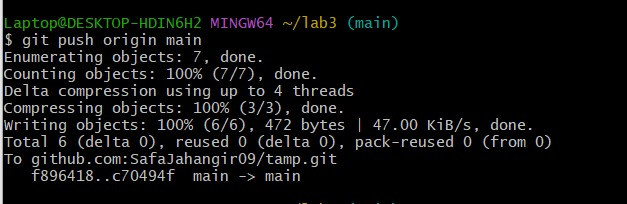 Laptop@DESKTOP-HDIN6H2 MINGW64 ~/lab3 (main)
$ git push origin main
Enumerating objects: 7, done.
Counting objects: 100% (7/7), done.
Delta compression using up to 4 threads
Compressing objects: 100% (3/3), done.
Writing objects: 100% (6/6), 472 bytes | 47.00 KiB/s, done.
Total 6 (delta 0), reused 0 (delta 0), pack-reused 0 (from 0)
To github.com:SafaJahangir09/tamp.git
   f896418..c70494f  main -> main